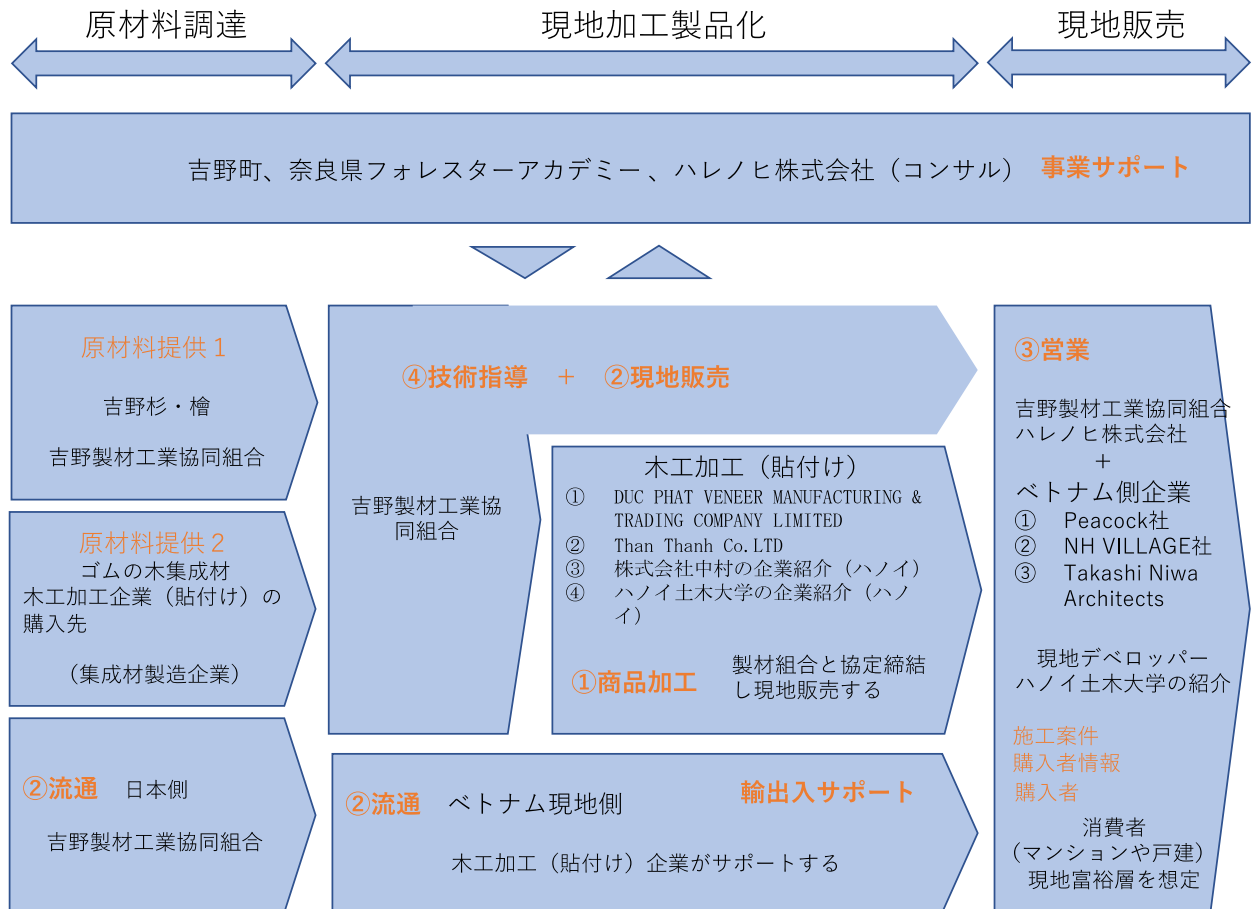 原材料調達
現地加工製品化
現地販売
吉野町、奈良県フォレスターアカデミー 、ハレノヒ株式会社（コンサル） 事業サポート
原材料提供１
吉野杉・檜
吉野製材工業協同組合
原材料提供２
ゴムの木集成材
木工加工企業（貼付け）の
購入先
（集成材製造企業）
②流通 日本側
吉野製材工業協同組合
④技術指導 + ②現地販売
吉野製材工業協
同組合
木工加工（貼付け）
① DUC PHAT VENEER MANUFACTURING &
TRADING COMPANY LIMITED
② Than Thanh Co.LTD
③ 株式会社中村の企業紹介（ハノイ）
④ ハノイ土木大学の企業紹介（ハノ
イ）
①商品加工 製材組合と協定締結
し現地販売する
②流通 ベトナム現地側 輸出入サポート
木工加工（貼付け）企業がサポートする
③営業
吉野製材工業協同組合
ハレノヒ株式会社
+
ベトナム側企業
① Peacock社
② NH VILLAGE社
③ Takashi Niwa
Architects
現地デベロッパー
ハノイ土木大学の紹介
施工案件
購入者情報
購入者
消費者
（マンションや戸建）
現地富裕層を想定